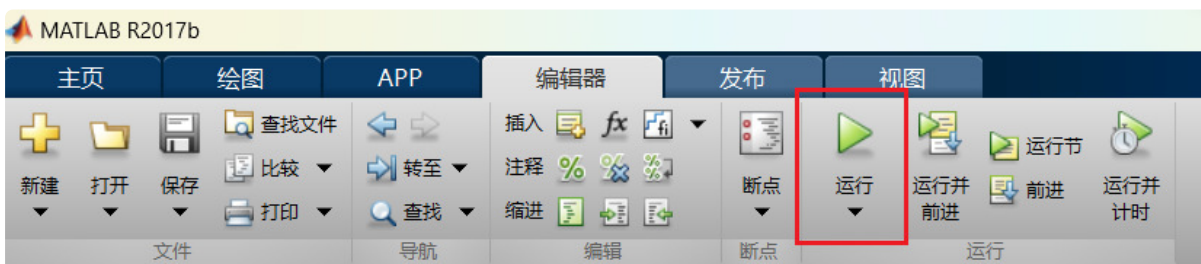 MATLAB R2017b
主页 绘图 APP 编辑器 发布 视图
查找文件 插入 fx fi
新建 打开 保存 比较 转至 注释 % % % 断点 运行 运行并前进 运行节 运行并计时
打印 查找 缩进 前进
文件 导航 编辑 断点 运行